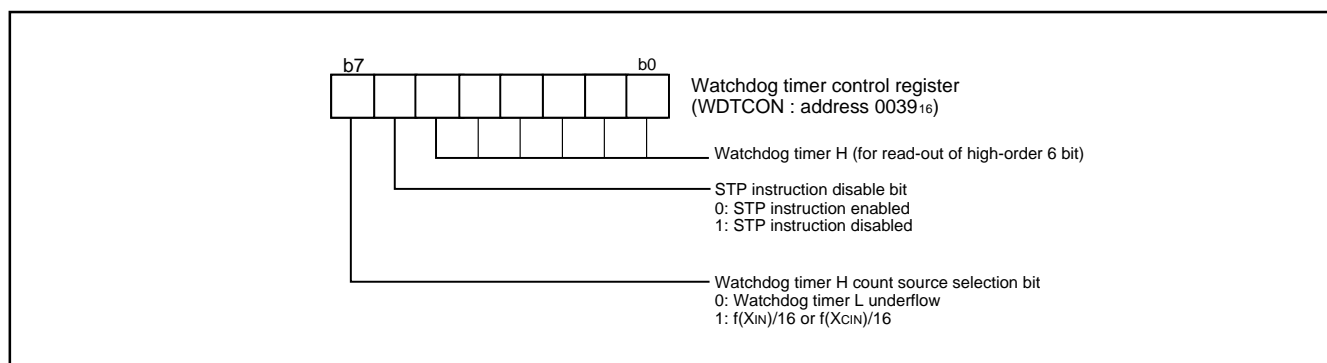 b7 b0
Watchdog timer control register
(WDTCON : address 0039₁₆)
Watchdog timer H (for read-out of high-order 6 bit)
STP instruction disable bit
0: STP instruction enabled
1: STP instruction disabled
Watchdog timer H count source selection bit
0: Watchdog timer L underflow
1: f(XIN)/16 or f(XCIN)/16